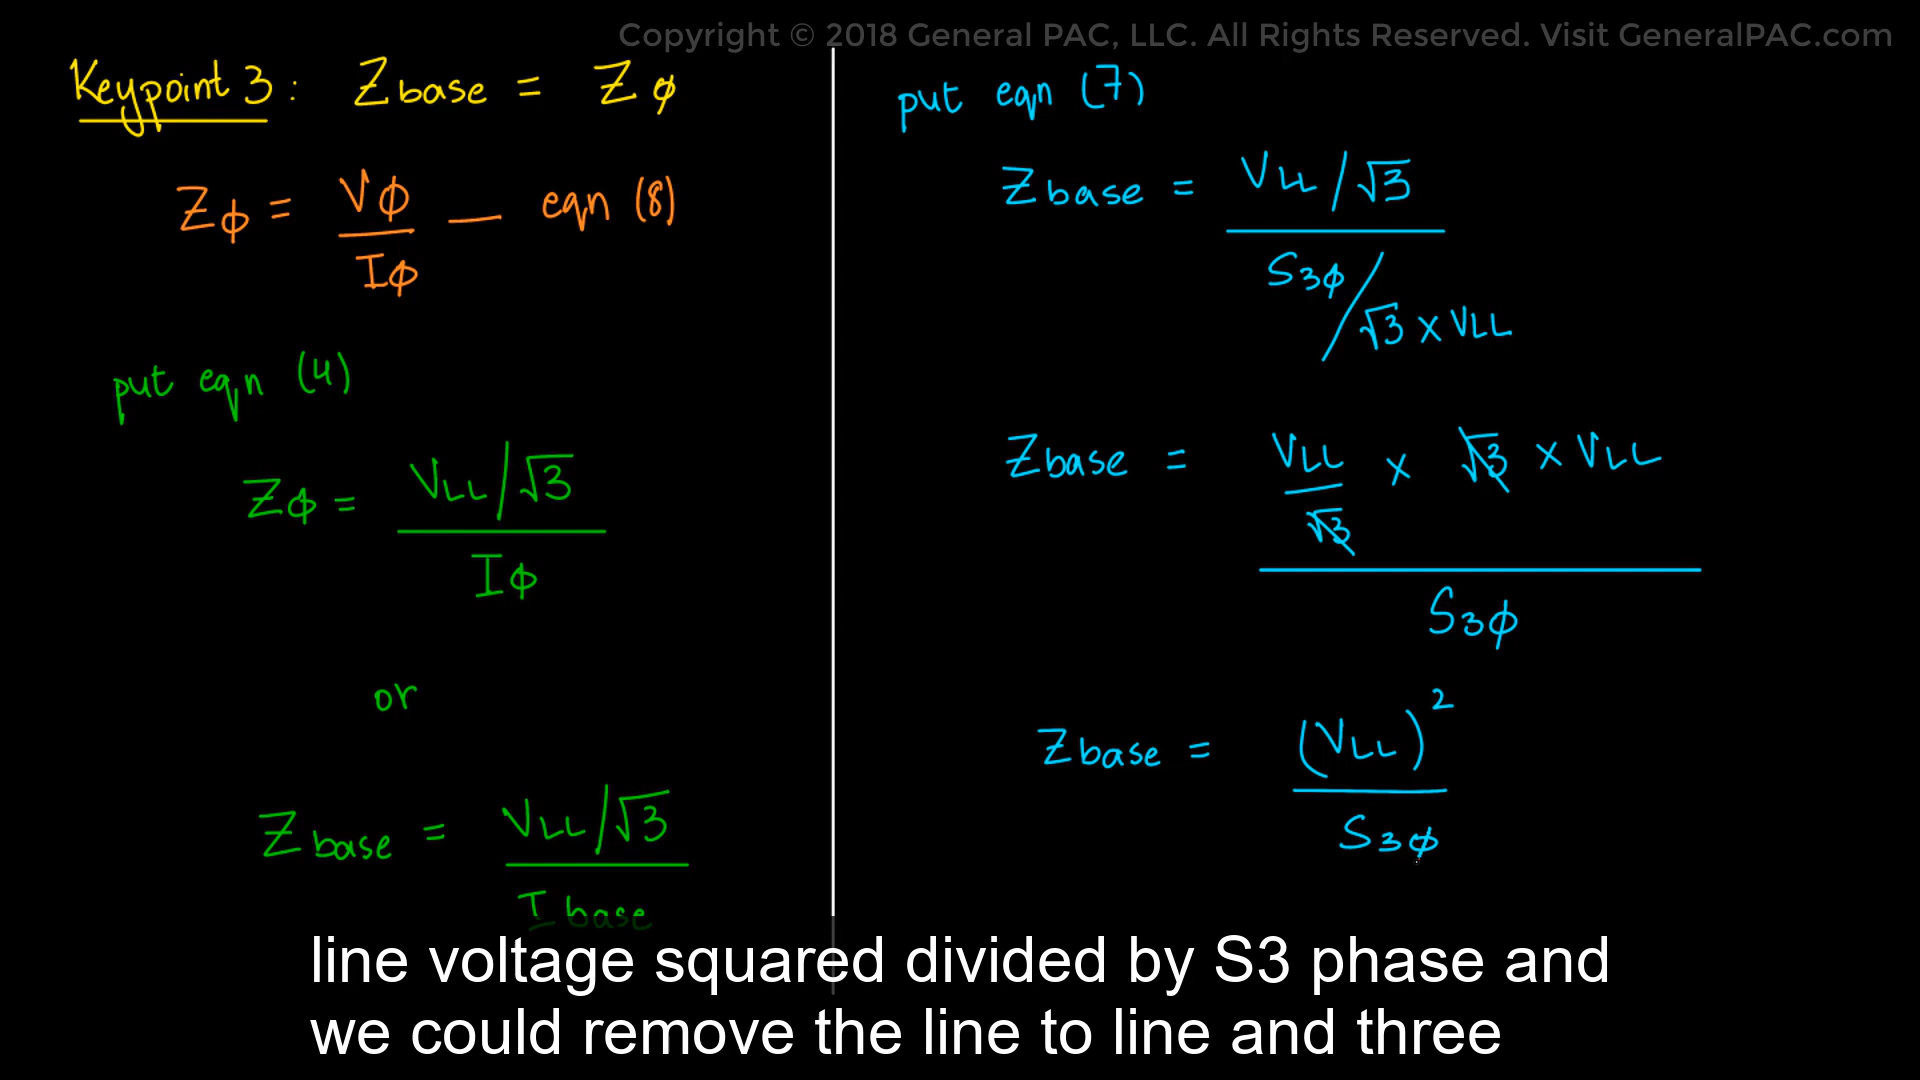 Copyright © 2018 General PAC, LLC. All Rights Reserved. Visit GeneralPAC.com
Keypoint 3: Zbase = Zϕ
Zϕ = Vϕ / Iϕ — eqn (8)
put eqn (4)
Zϕ = VLL/√3 / Iϕ
or
Zbase = VLL/√3 / Ibase
put eqn (7)
Zbase = VLL/√3 / S3ϕ/√3 x VLL
Zbase = VLL/√3 x √3 x VLL / S3ϕ
Zbase = (VLL)² / S3ϕ
line voltage squared divided by S3 phase and
we could remove the line to line and three